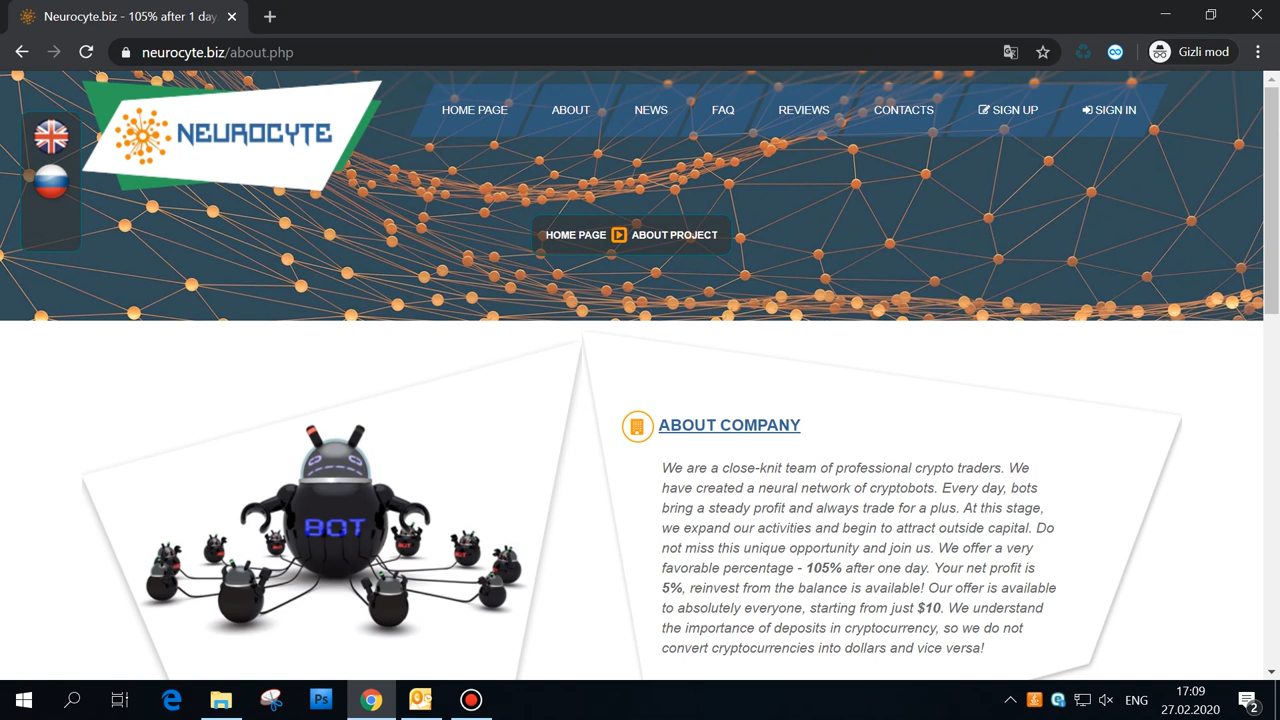 Neurocyte.biz - 105% after 1 day
neurocyte.biz/about.php
Gizli mod
NEUROCYTE
HOME PAGE
ABOUT
NEWS
FAQ
REVIEWS
CONTACTS
SIGN UP
SIGN IN
HOME PAGE ABOUT PROJECT
BOT
ABOUT COMPANY
We are a close-knit team of professional crypto traders. We
have created a neural network of cryptobots. Every day, bots
bring a steady profit and always trade for a plus. At this stage,
we expand our activities and begin to attract outside capital. Do
not miss this unique opportunity and join us. We offer a very
favorable percentage - 105% after one day. Your net profit is
5%, reinvest from the balance is available! Our offer is available
to absolutely everyone, starting from just $10. We understand
the importance of deposits in cryptocurrency, so we do not
convert cryptocurrencies into dollars and vice versa!
Ps
ENG
17:09
27.02.2020
2